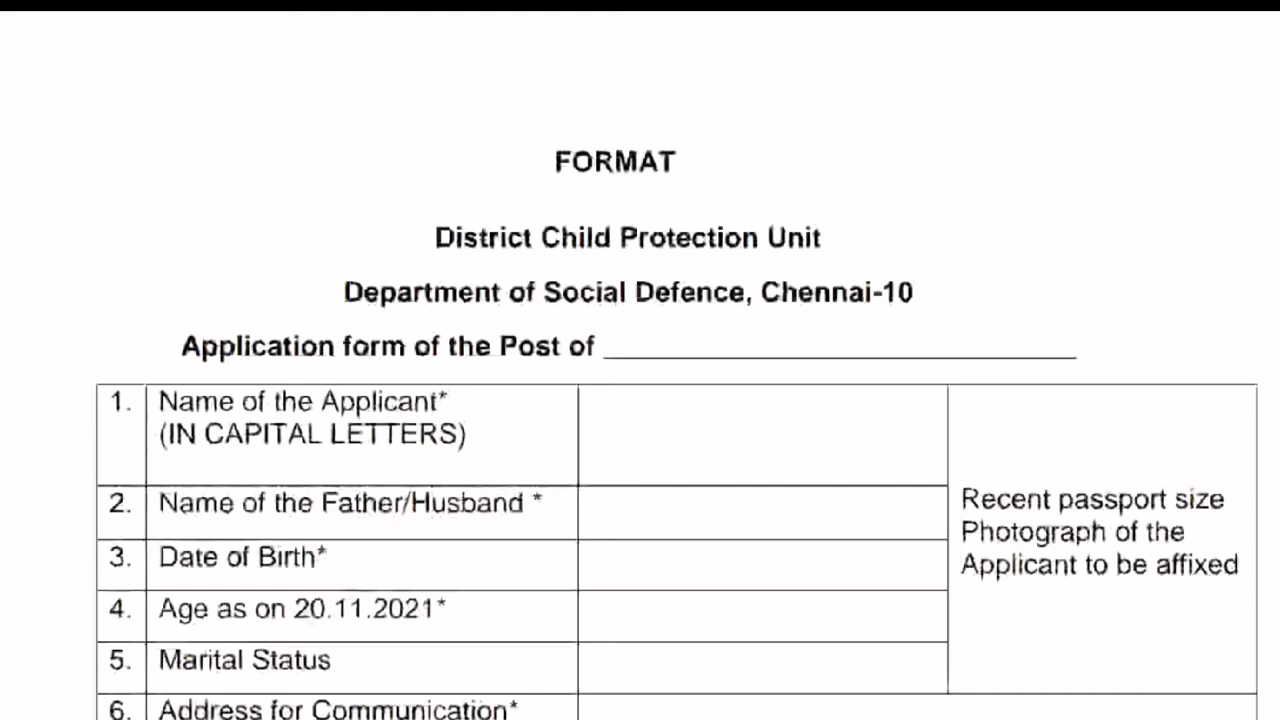 FORMAT
District Child Protection Unit
Department of Social Defence, Chennai-10
Application form of the Post of ____________________
1. Name of the Applicant*
(IN CAPITAL LETTERS)
2. Name of the Father/Husband *
3. Date of Birth*
4. Age as on 20.11.2021*
5. Marital Status
Recent passport size
Photograph of the
Applicant to be affixed
6. Address for Communication*